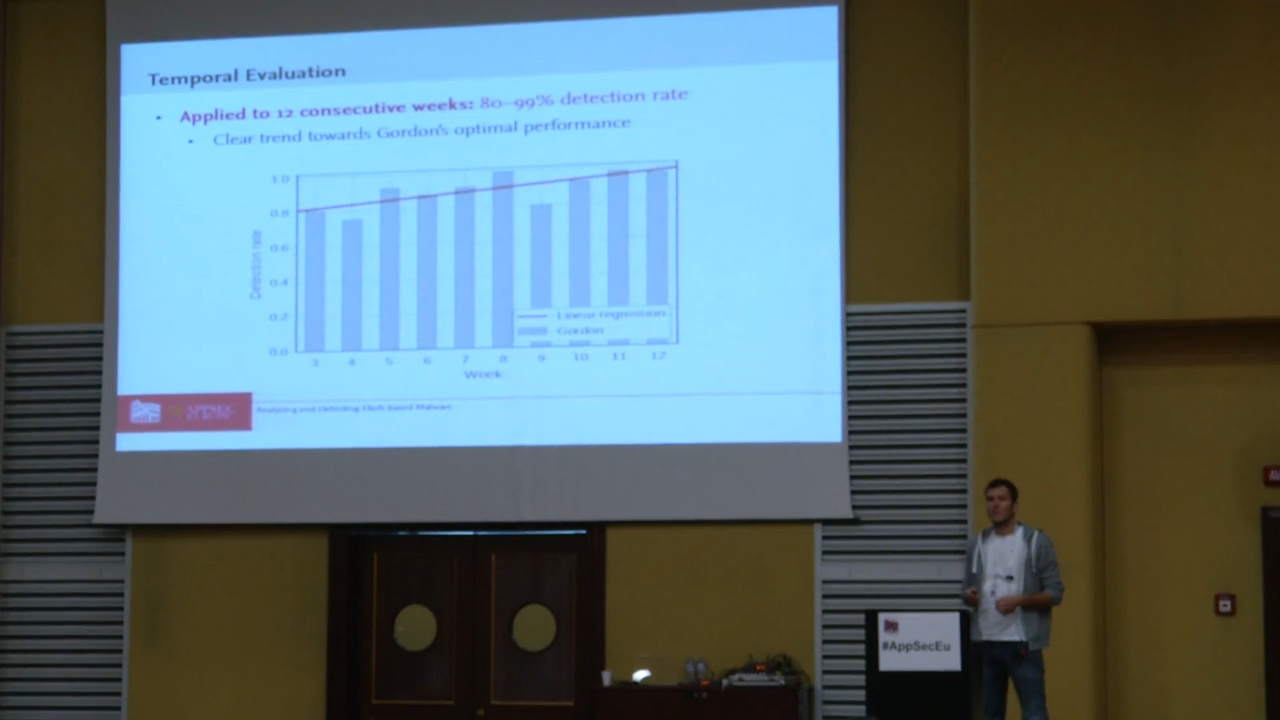 Temporal Evaluation
• Applied to 12 consecutive weeks: 80–99% detection rate
• Clear trend towards Gordon's optimal performance
1.0
0.8
0.6
0.4
0.2
0.0
Detection rate
Linear regression
Gordon
3 4 5 6 7 8 9 10 11 12
Week
Analyzing and Detecting Flash-based Malware
#AppSecEu